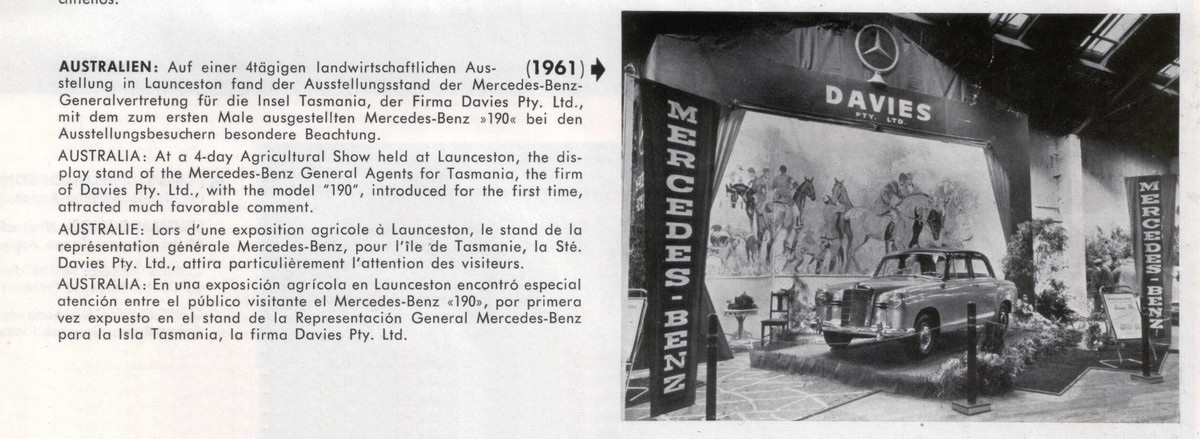 AUSTRALIEN: Auf einer 4tägigen landwirtschaftlichen Aus- (1961)
stellung in Launceston fand der Ausstellungsstand der Mercedes-Benz-
Generalvertretung für die Insel Tasmania, der Firma Davies Pty. Ltd.,
mit dem zum ersten Male ausgestellten Mercedes-Benz »190« bei den
Ausstellungsbesuchern besondere Beachtung.
AUSTRALIA: At a 4-day Agricultural Show held at Launceston, the dis-
play stand of the Mercedes-Benz General Agents for Tasmania, the firm
of Davies Pty. Ltd., with the model "190", introduced for the first time,
attracted much favorable comment.
AUSTRALIE: Lors d'une exposition agricole à Launceston, le stand de la
représentation générale Mercedes-Benz, pour l'île de Tasmanie, la Sté.
Davies Pty. Ltd., attira particulièrement l'attention des visiteurs.
AUSTRALIA: En una exposición agrícola en Launceston encontró especial
atención entre el público visitante el Mercedes-Benz «190», por primera
vez expuesto en el stand de la Representación General Mercedes-Benz
para la Isla Tasmania, la firma Davies Pty. Ltd.
DAVIES
PTY. LTD.
MERCEDES-BENZ
MERCEDES-BENZ